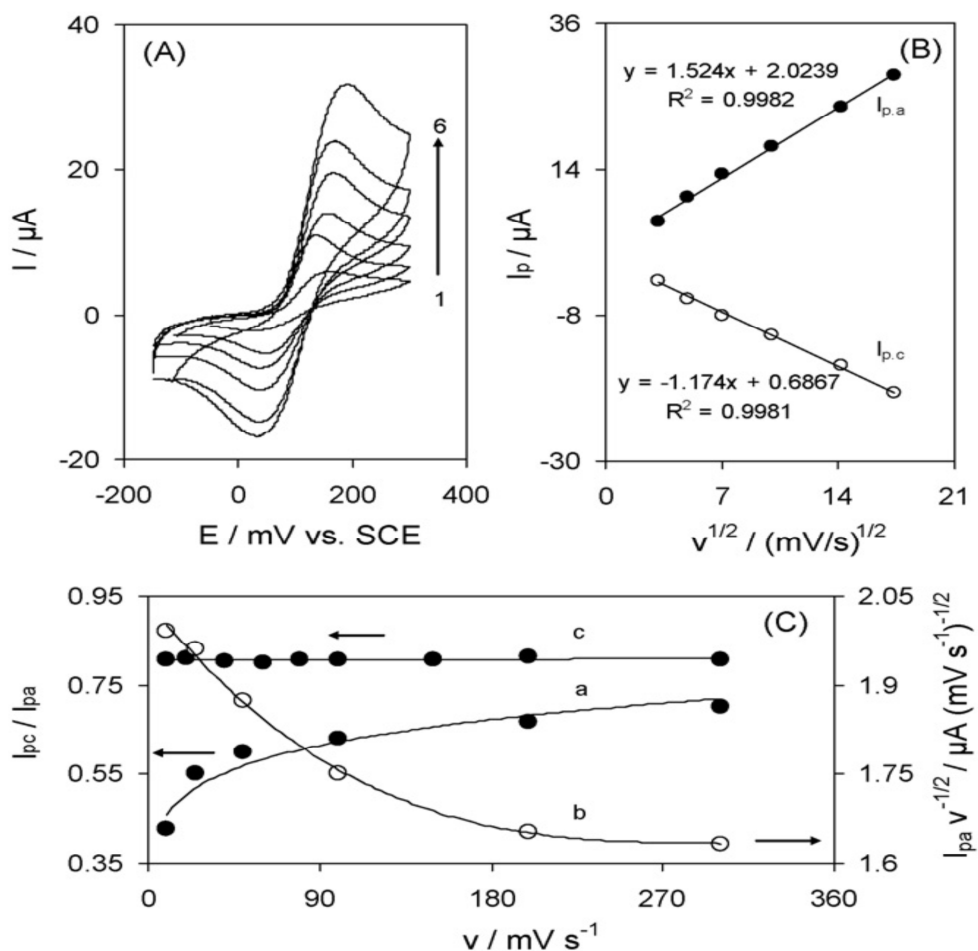 (A)
40
20
0
-20
I / µA
6
1
-200
0
200
400
E / mV vs. SCE
(B)
36
14
-8
-30
Ip / µA
y = 1.524x + 2.0239
R² = 0.9982
Ip.a
Ip.c
y = -1.174x + 0.6867
R² = 0.9981
0
7
14
21
v1/2 / (mV/s)1/2
(C)
0.95
0.75
0.55
0.35
Ipc / Ipa
c
a
b
2.05
1.9
1.75
1.6
Ipa v-1/2 / µA (mV s-1)-1/2
0
90
180
270
360
v / mV s-1